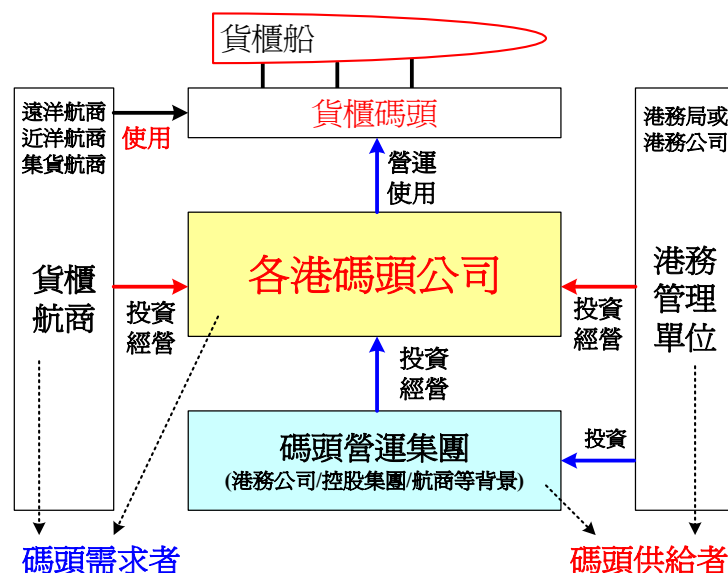 貨櫃船
遠洋航商
近洋航商
集貨航商
使用
貨櫃碼頭
港務局或
港務公司
營運
使用
貨櫃
航商
各港碼頭公司
港務
管理
單位
投資
經營
投資
經營
投資
經營
碼頭營運集團
(港務公司/控股集團/航商等背景)
投資
碼頭需求者
碼頭供給者